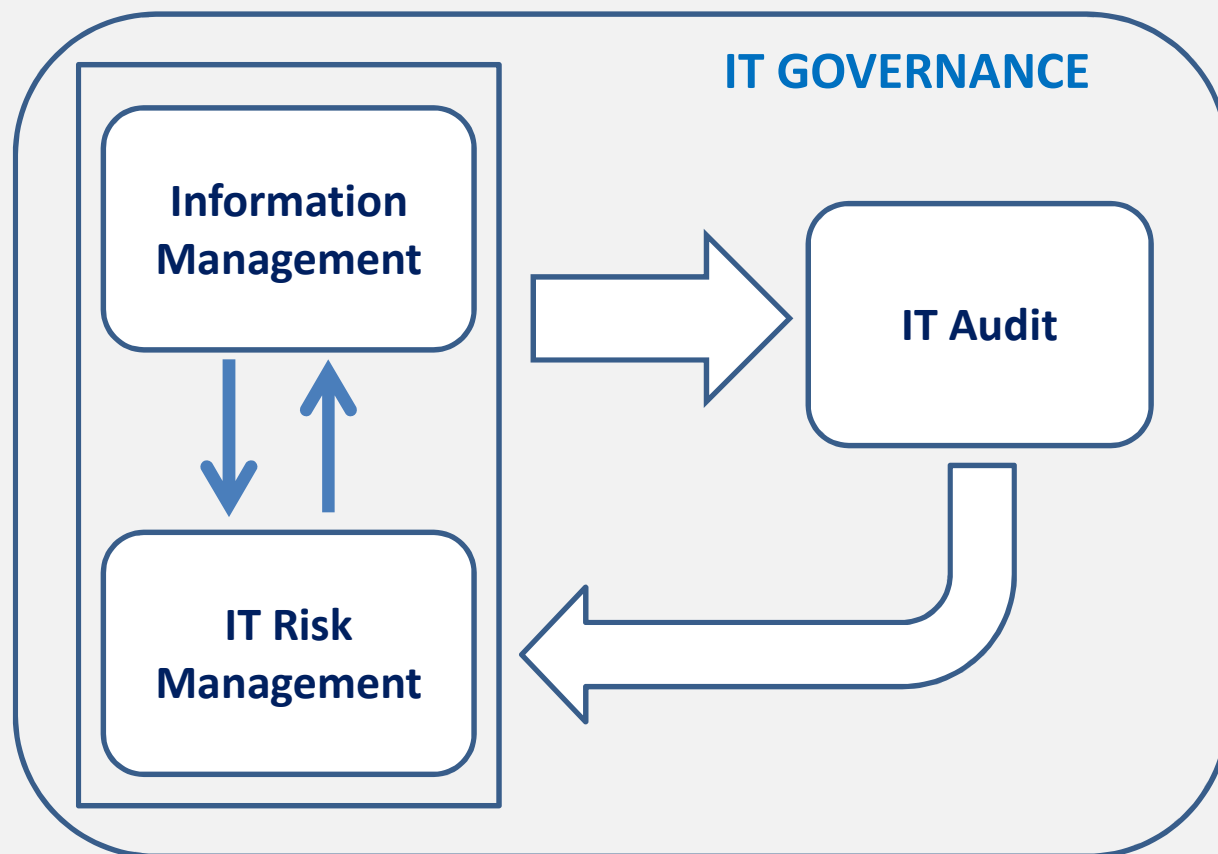 IT GOVERNANCE
Information
Management
IT Audit
IT Risk
Management